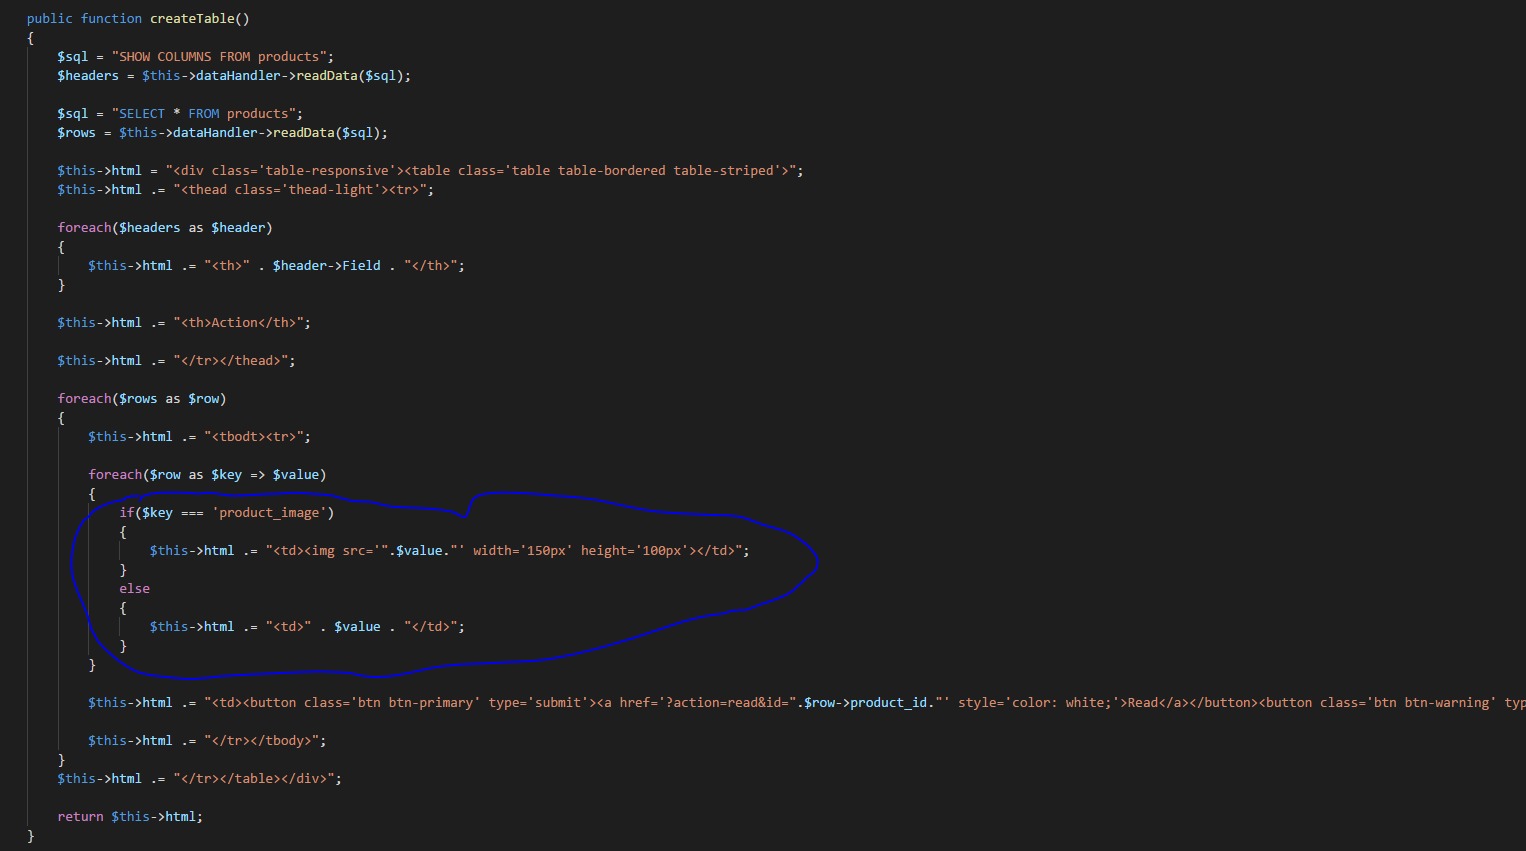 public function createTable()
{
$sql = "SHOW COLUMNS FROM products";
$headers = $this->dataHandler->readData($sql);
$sql = "SELECT * FROM products";
$rows = $this->dataHandler->readData($sql);
$this->html = "<div class='table-responsive'><table class='table table-bordered table-striped'>";
$this->html .= "<thead class='thead-light'><tr>";
foreach($headers as $header)
{
$this->html .= "<th>" . $header->Field . "</th>";
}
$this->html .= "<th>Action</th>";
$this->html .= "</tr></thead>";
foreach($rows as $row)
{
$this->html .= "<tbodt><tr>";
foreach($row as $key => $value)
{
if($key === 'product_image')
{
$this->html .= "<td><img src='".$value."' width='150px' height='100px'></td>";
}
else
{
$this->html .= "<td>" . $value . "</td>";
}
}
$this->html .= "<td><button class='btn btn-primary' type='submit'><a href='?action=read&id=".$row->product_id."' style='color: white;'>Read</a></button><button class='btn btn-warning' typ
$this->html .= "</tr></tbody>";
}
$this->html .= "</tr></table></div>";
return $this->html;
}